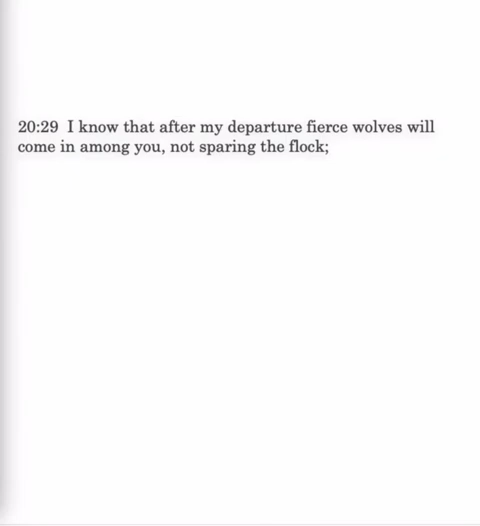 20:29 I know that after my departure fierce wolves will
come in among you, not sparing the flock;